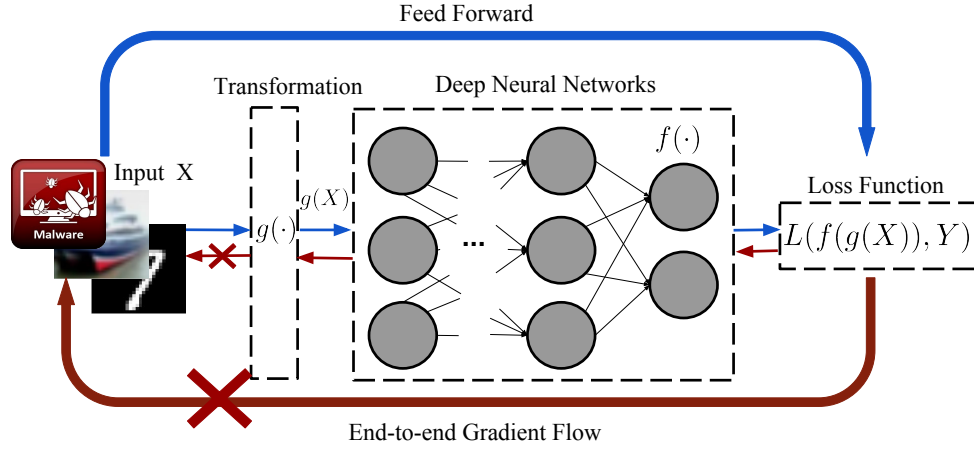 Feed Forward
Transformation
Deep Neural Networks
f(·)
Input X
Malware
g(·)
g(X)
...
Loss Function
L(f(g(X)), Y)
End-to-end Gradient Flow